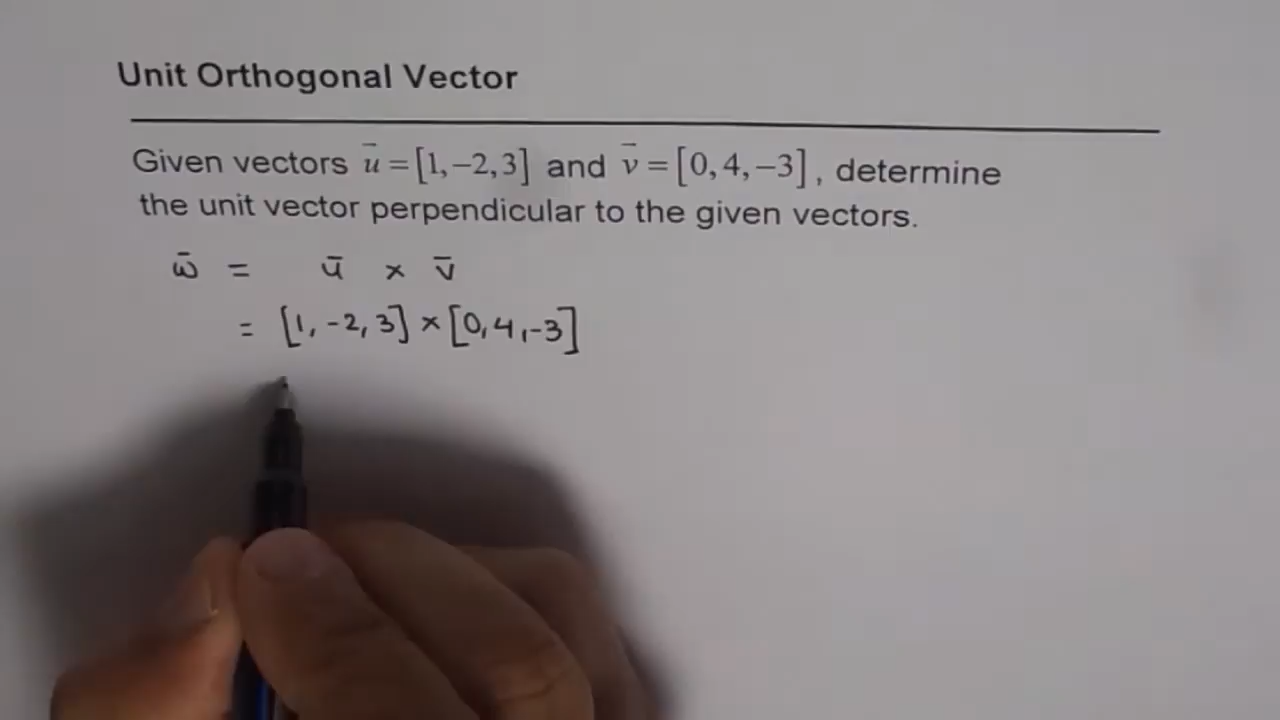 Unit Orthogonal Vector
Given vectors u̅ = [1,−2,3] and v̅ = [0,4,−3], determine
the unit vector perpendicular to the given vectors.
ω̅ = u̅ × v̅
= [1, -2, 3] × [0, 4, -3]